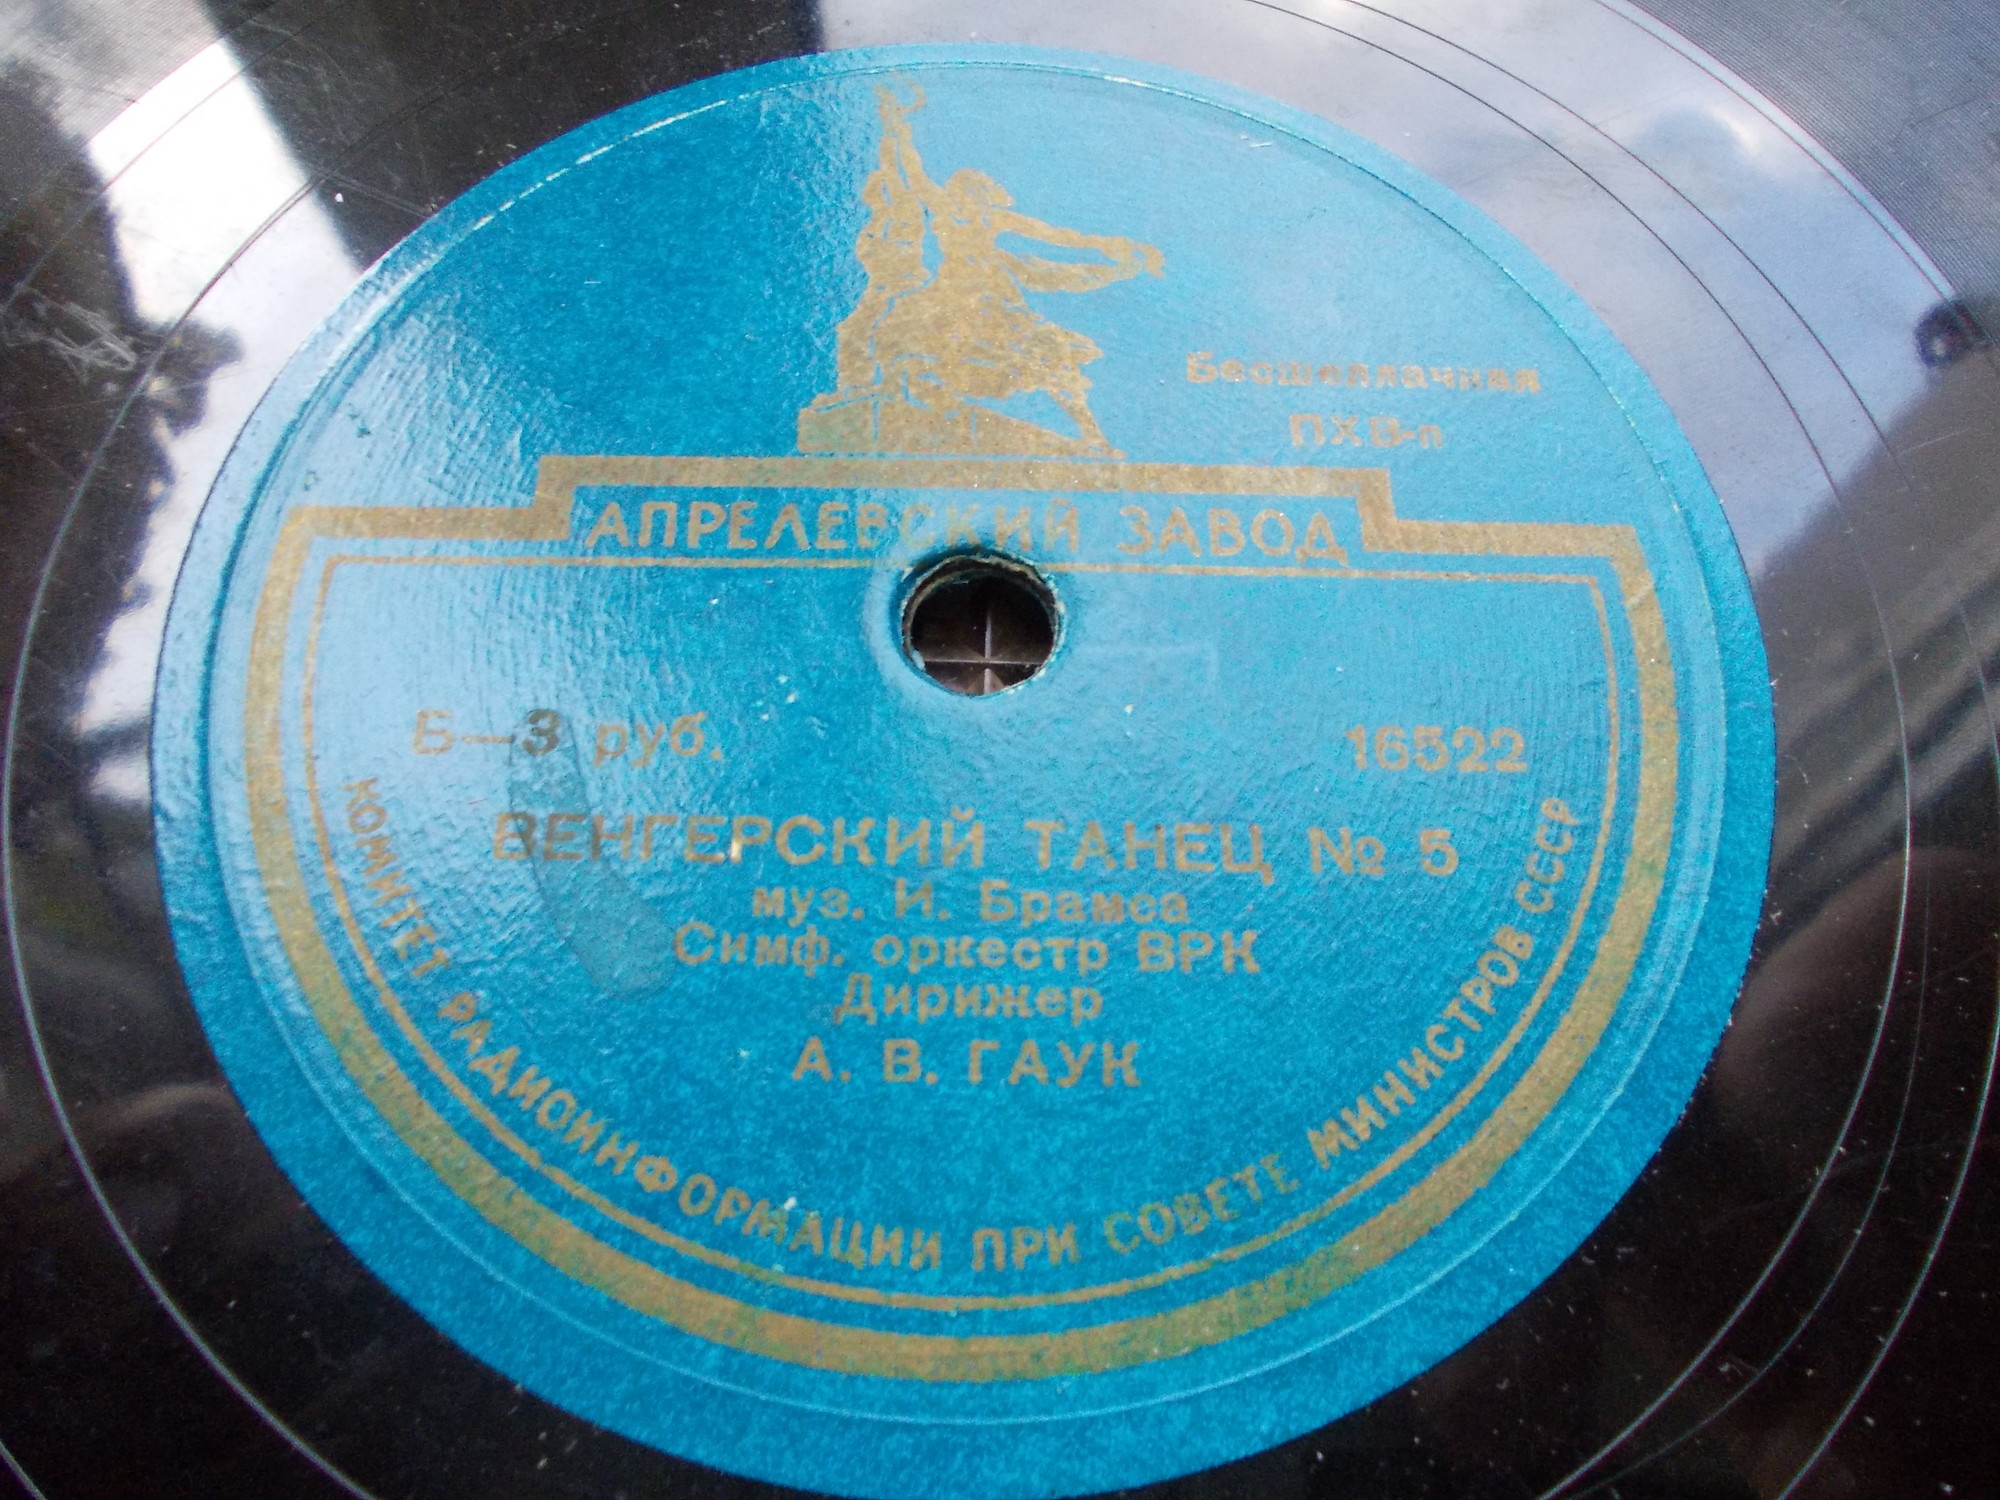 Бесшеллачная
ПХВ-п
АПРЕЛЕВСКИЙ ЗАВОД
Б—3 руб.
16522
ВЕНГЕРСКИЙ ТАНЕЦ № 5
муз. И. Брамса
Симф. оркестр ВРК
Дирижер
А. В. ГАУК
КОМИТЕТ РАДИОИНФОРМАЦИИ ПРИ СОВЕТЕ МИНИСТРОВ СССР